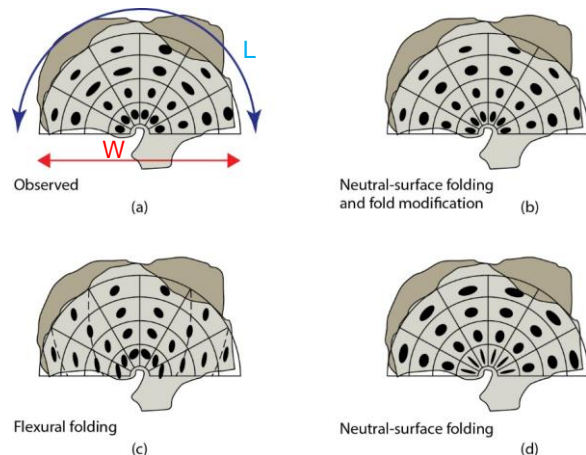 L
W
Observed
(a)
Neutral-surface folding
and fold modification
(b)
Flexural folding
(c)
Neutral-surface folding
(d)